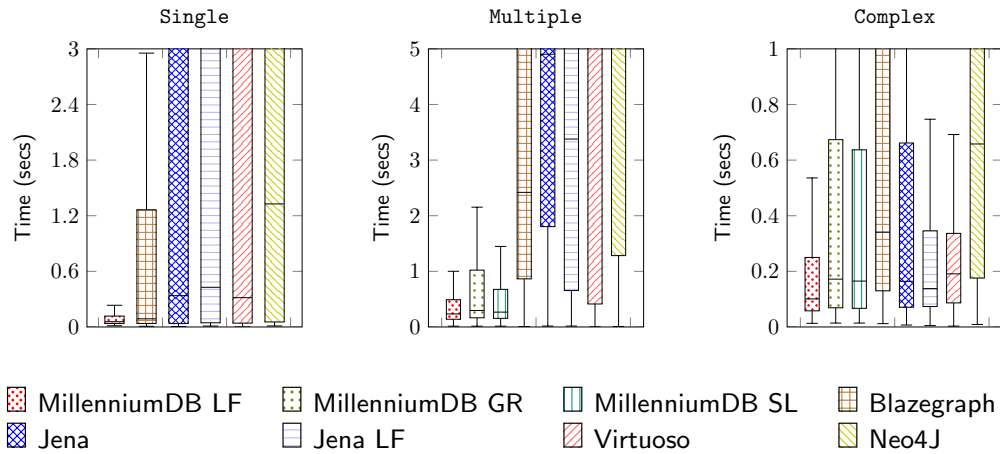 Single
Multiple
Complex
Time (secs)
3
2.4
1.8
1.2
0.6
0
Time (secs)
5
4
3
2
1
0
Time (secs)
1
0.8
0.6
0.4
0.2
0
MillenniumDB LF
MillenniumDB GR
MillenniumDB SL
Blazegraph
Jena
Jena LF
Virtuoso
Neo4J